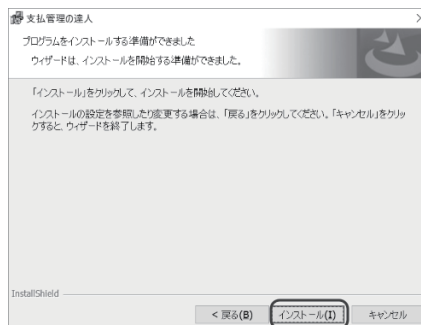 支払管理の達人
プログラムをインストールする準備ができました
ウィザードは、インストールを開始する準備ができました。
「インストール」をクリックして、インストールを開始してください。
インストールの設定を参照したり変更する場合は、「戻る」をクリックしてください。「キャンセル」をクリッ
クすると、ウィザードを終了します。
InstallShield
< 戻る(B) インストール(I) キャンセル